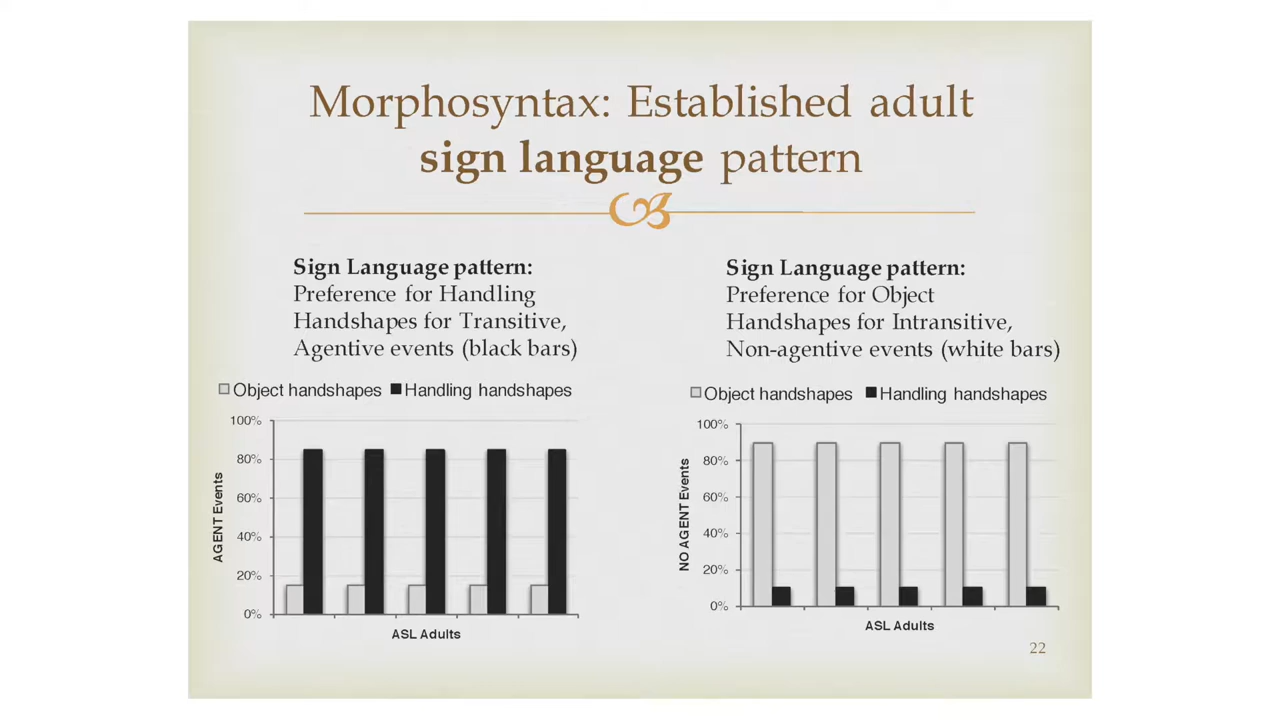 Morphosyntax: Established adult
sign language pattern
Sign Language pattern:
Preference for Handling
Handshapes for Transitive,
Agentive events (black bars)
Object handshapes Handling handshapes
100%
80%
60%
40%
20%
0%
AGENT Events
ASL Adults
Sign Language pattern:
Preference for Object
Handshapes for Intransitive,
Non-agentive events (white bars)
Object handshapes Handling handshapes
100%
80%
60%
40%
20%
0%
NO AGENT Events
ASL Adults
22